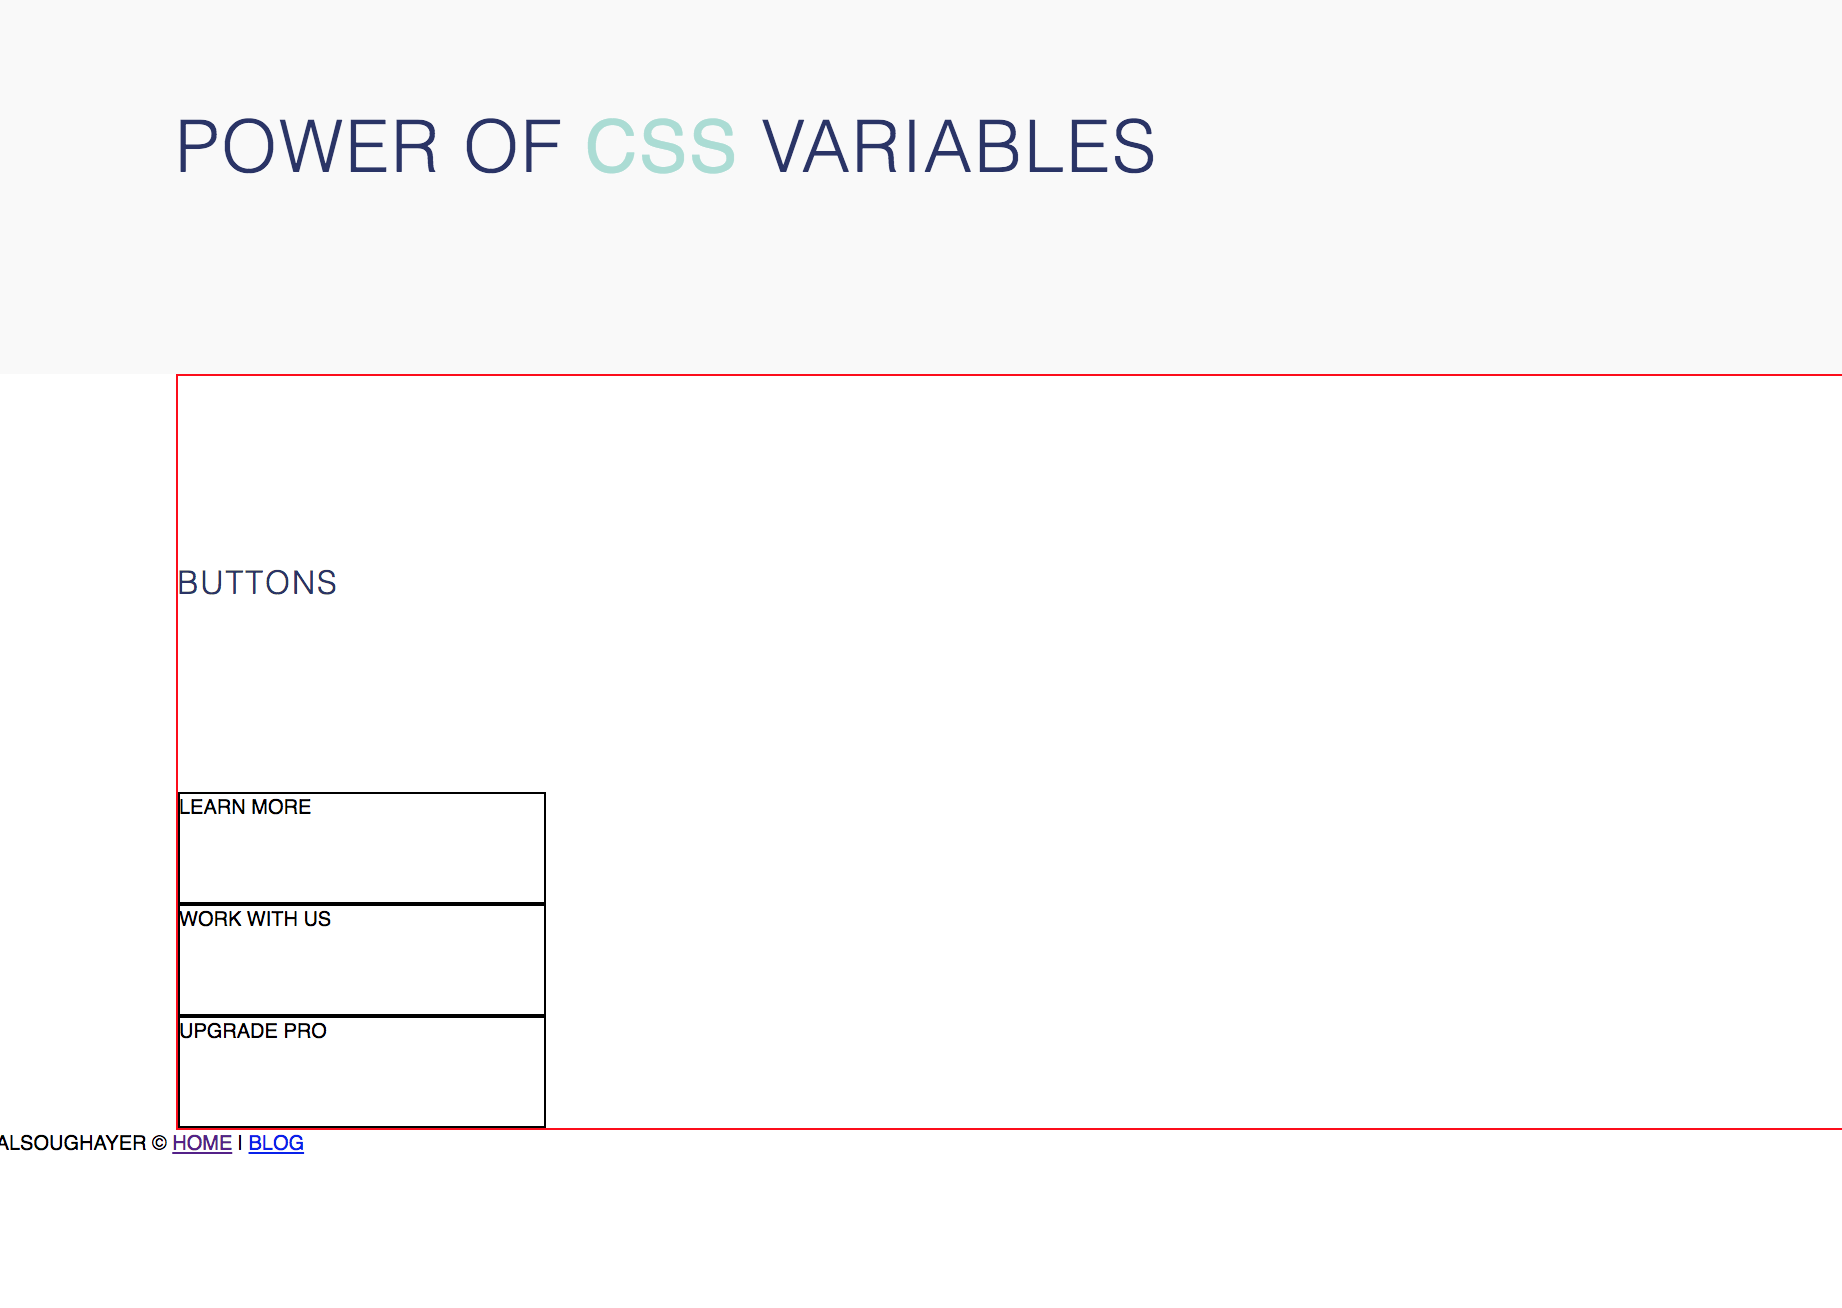 POWER OF CSS VARIABLES
BUTTONS
LEARN MORE
WORK WITH US
UPGRADE PRO
ALSOUGHAYER © HOME | BLOG